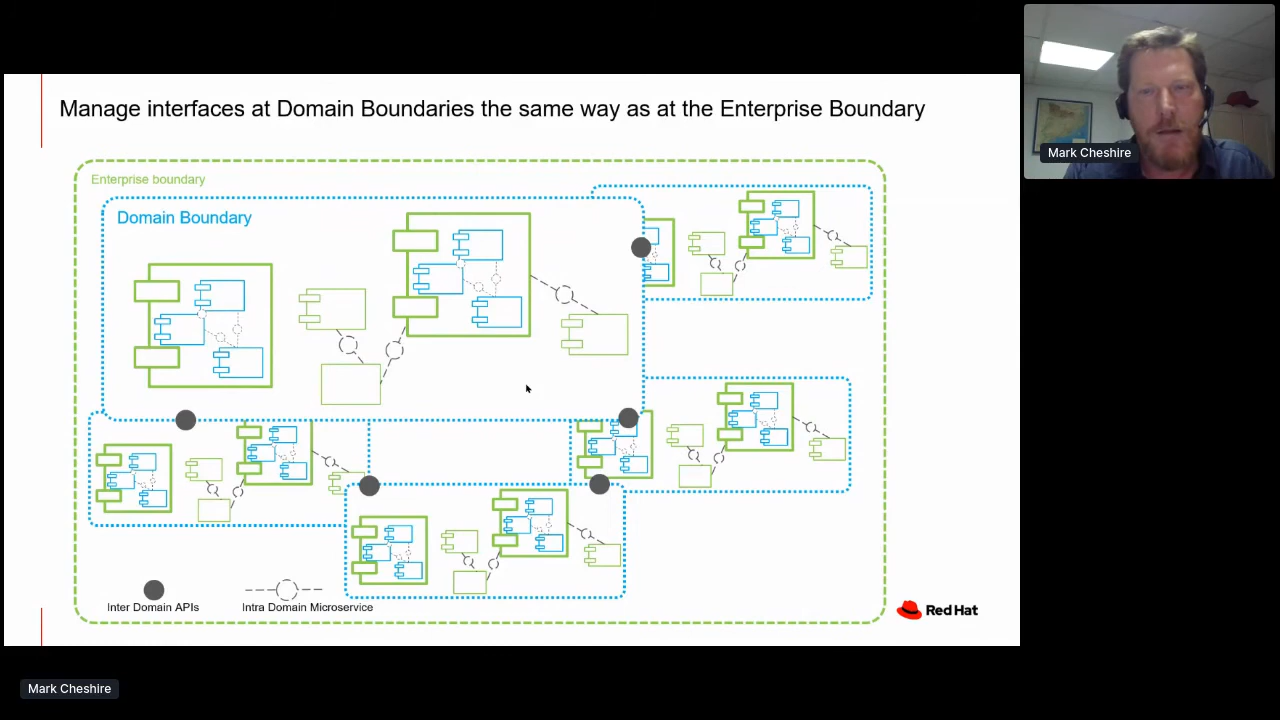 Manage interfaces at Domain Boundaries the same way as at the Enterprise Boundary
Mark Cheshire
Enterprise boundary
Domain Boundary
Inter Domain APIs
Intra Domain Microservice
Red Hat
Mark Cheshire